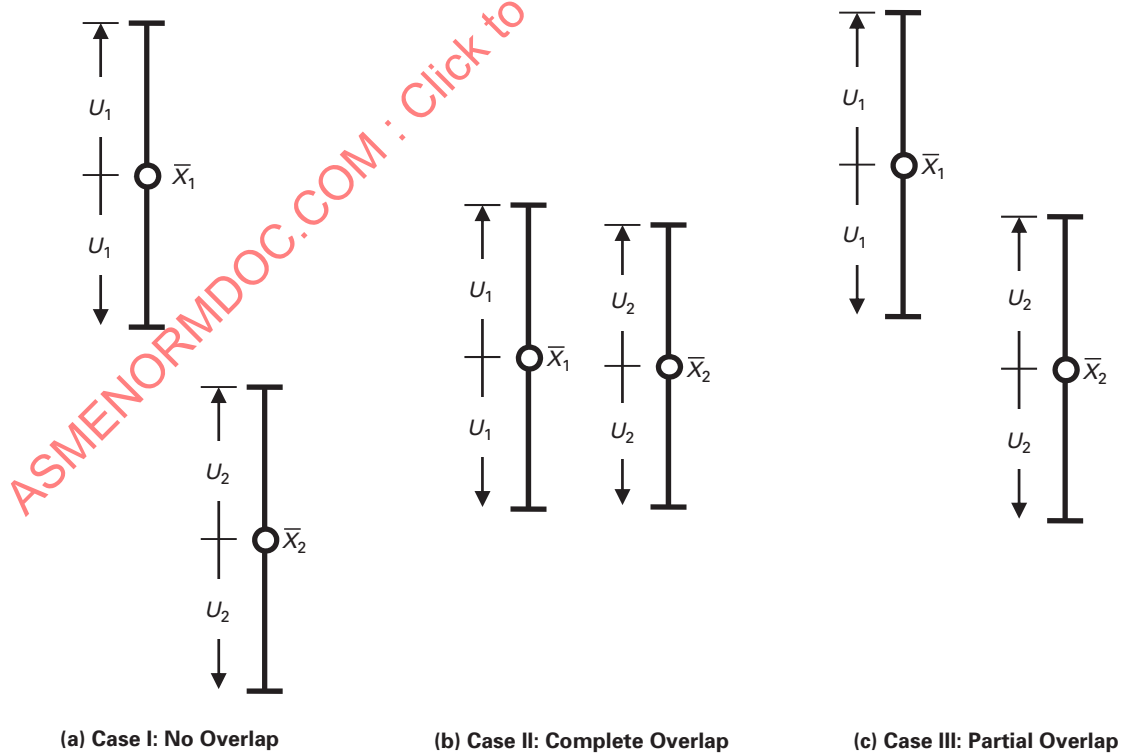 ASMENORMDOC.COM : Click to
U1
X̅1
U1
U2
X̅2
U2
(a) Case I: No Overlap
U1
X̅1
U1
U2
X̅2
U2
(b) Case II: Complete Overlap
U1
X̅1
U1
U2
X̅2
U2
(c) Case III: Partial Overlap